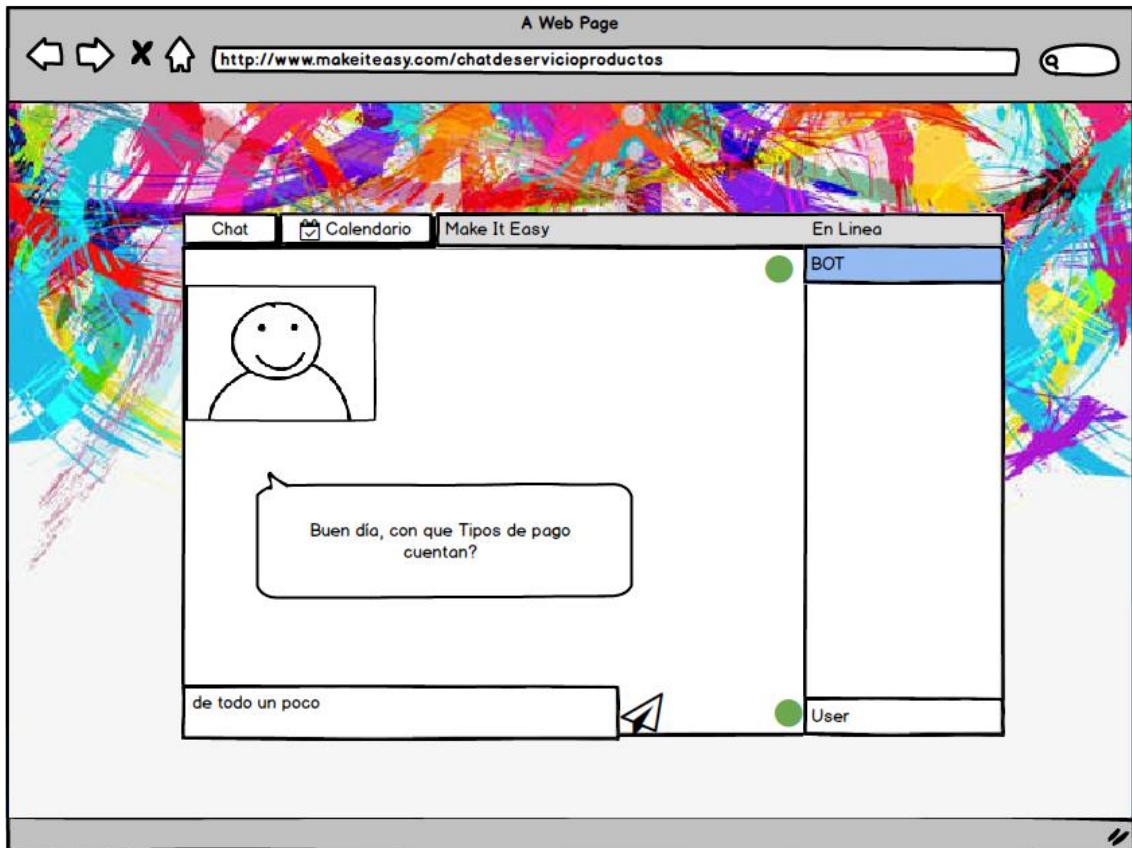 A Web Page
http://www.makeiteasy.com/chatdeservicioproductos
Chat
Calendario
Make It Easy
En Linea
BOT
Buen día, con que Tipos de pago
cuentan?
de todo un poco
User